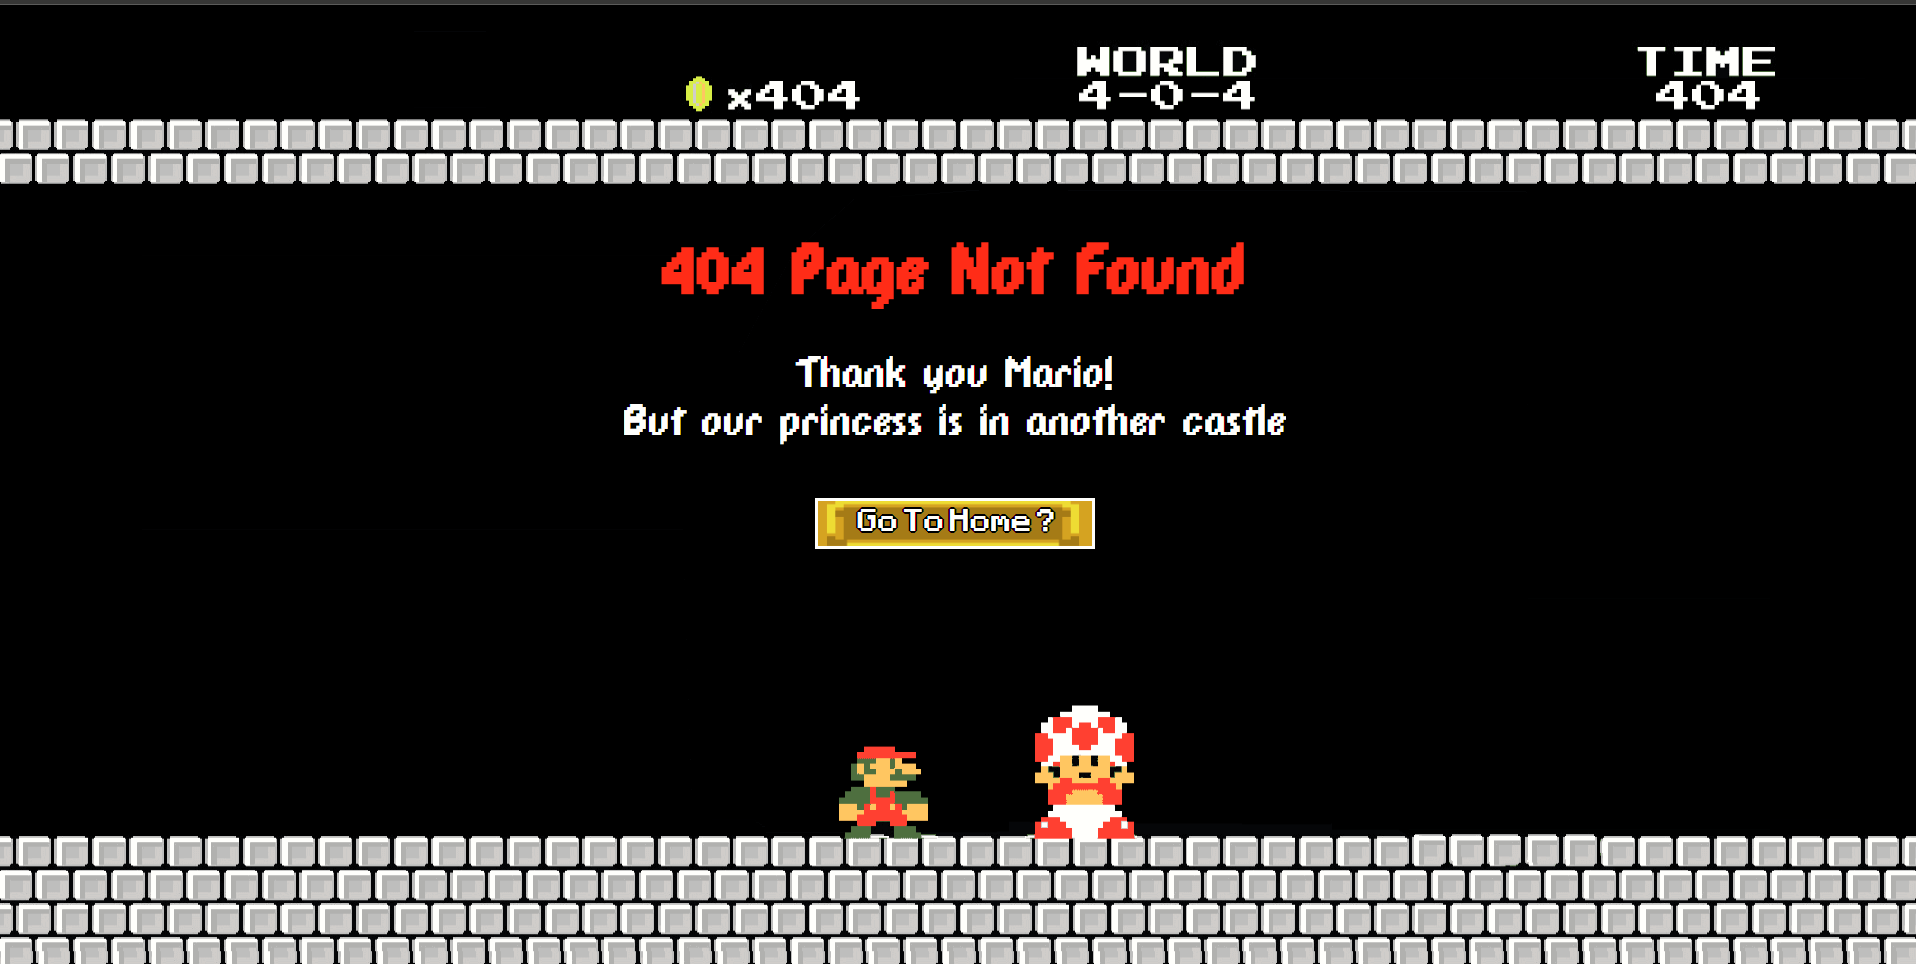 x404
WORLD
4-0-4
TIME
404
404 Page Not Found
Thank you Mario!
But our princess is in another castle
Go To Home ?